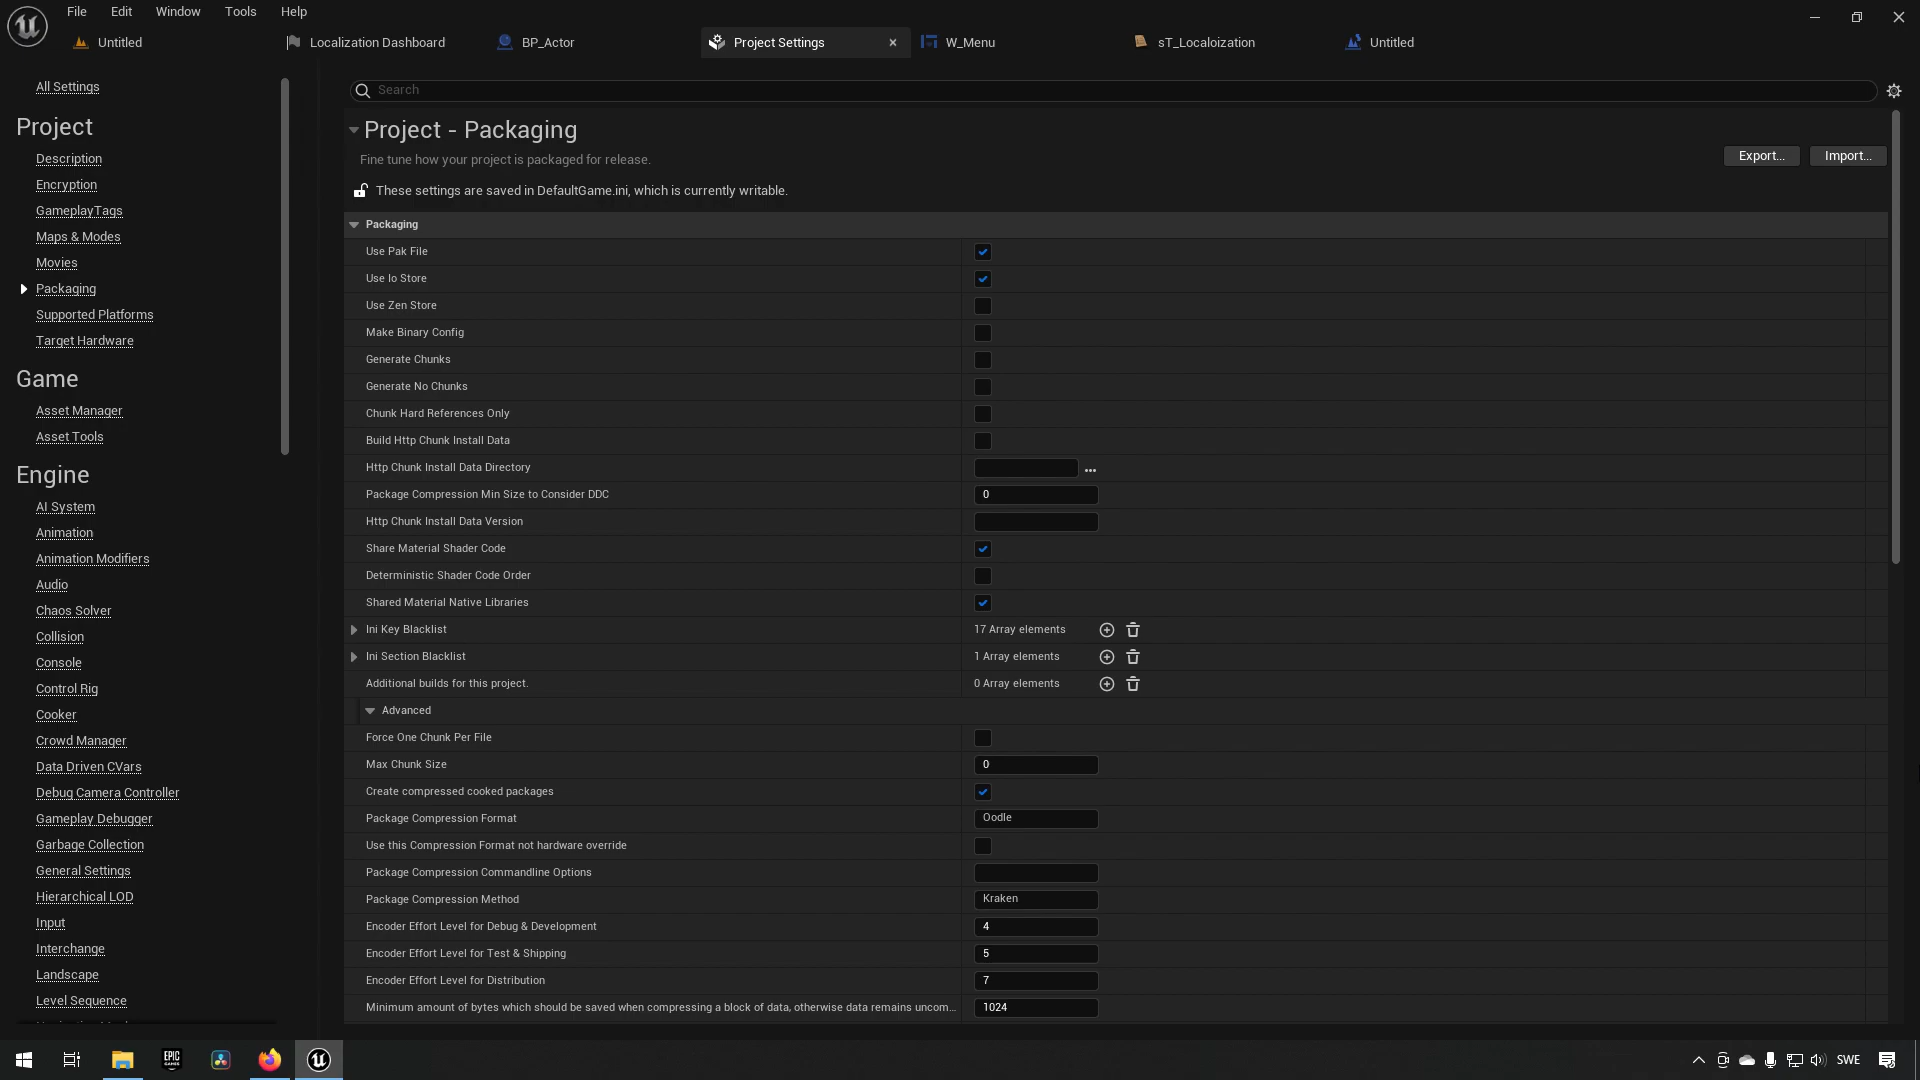 File Edit Window Tools Help
Untitled Localization Dashboard BP_Actor Project Settings W_Menu sT_Localoization Untitled
All Settings
Project
Description
Encryption
GameplayTags
Maps & Modes
Movies
Packaging
Supported Platforms
Target Hardware
Game
Asset Manager
Asset Tools
Engine
AI System
Animation
Animation Modifiers
Audio
Chaos Solver
Collision
Console
Control Rig
Cooker
Crowd Manager
Data Driven CVars
Debug Camera Controller
Gameplay Debugger
Garbage Collection
General Settings
Hierarchical LOD
Input
Interchange
Landscape
Level Sequence
Search
Project - Packaging
Fine tune how your project is packaged for release.
Export... Import...
These settings are saved in DefaultGame.ini, which is currently writable.
Packaging
Use Pak File
Use Io Store
Use Zen Store
Make Binary Config
Generate Chunks
Generate No Chunks
Chunk Hard References Only
Build Http Chunk Install Data
Http Chunk Install Data Directory ...
Package Compression Min Size to Consider DDC 0
Http Chunk Install Data Version
Share Material Shader Code
Deterministic Shader Code Order
Shared Material Native Libraries
Ini Key Blacklist 17 Array elements
Ini Section Blacklist 1 Array elements
Additional builds for this project. 0 Array elements
Advanced
Force One Chunk Per File
Max Chunk Size 0
Create compressed cooked packages
Package Compression Format Oodle
Use this Compression Format not hardware override
Package Compression Commandline Options
Package Compression Method Kraken
Encoder Effort Level for Debug & Development 4
Encoder Effort Level for Test & Shipping 5
Encoder Effort Level for Distribution 7
Minimum amount of bytes which should be saved when compressing a block of data, otherwise data remains uncom... 1024
EPIC GAMES
SWE